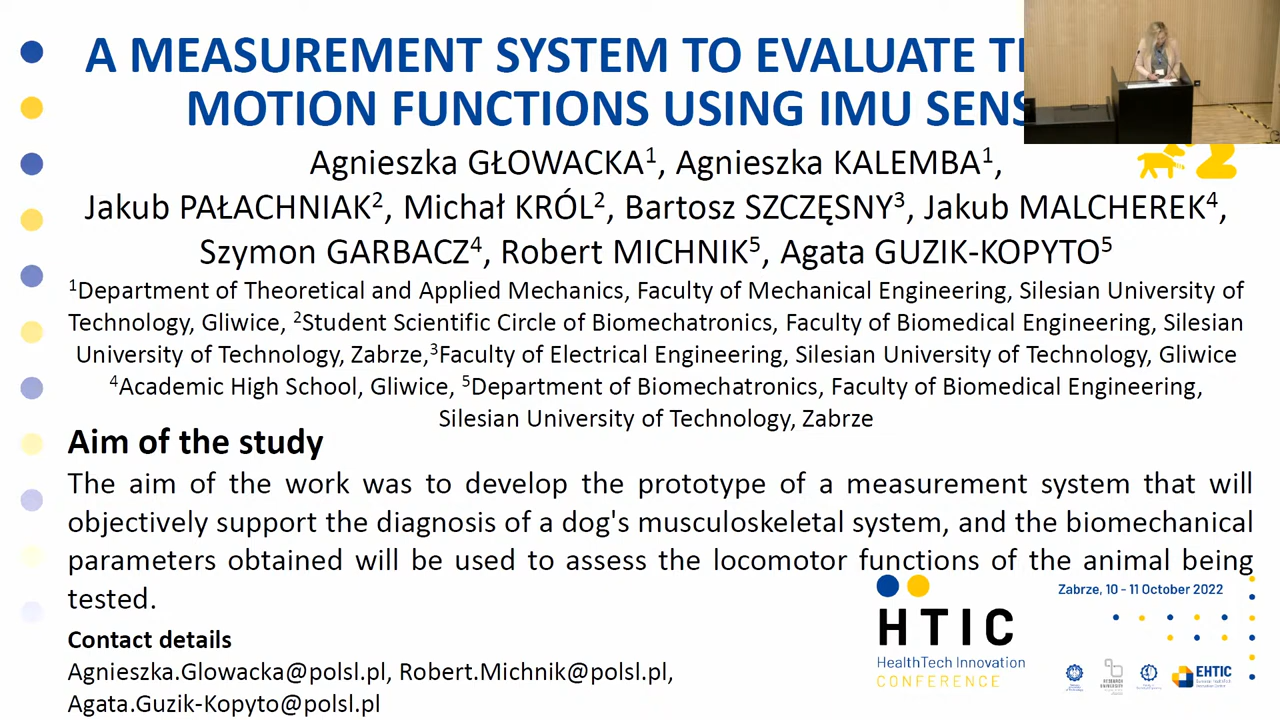 A MEASUREMENT SYSTEM TO EVALUATE
MOTION FUNCTIONS USING IMU
Agnieszka GŁOWACKA¹, Agnieszka KALEMBA¹,
Jakub PAŁACHNIAK², Michał KRÓL², Bartosz SZCZĘSNY³, Jakub MALCHEREK⁴,
Szymon GARBACZ⁴, Robert MICHNIK⁵, Agata GUZIK-KOPYTO⁵
¹Department of Theoretical and Applied Mechanics, Faculty of Mechanical Engineering, Silesian University of
Technology, Gliwice, ²Student Scientific Circle of Biomechatronics, Faculty of Biomedical Engineering, Silesian
University of Technology, Zabrze,³Faculty of Electrical Engineering, Silesian University of Technology, Gliwice
⁴Academic High School, Gliwice, ⁵Department of Biomechatronics, Faculty of Biomedical Engineering,
Silesian University of Technology, Zabrze
Aim of the study
The aim of the work was to develop the prototype of a measurement system that will
objectively support the diagnosis of a dog's musculoskeletal system, and the biomechanical
parameters obtained will be used to assess the locomotor functions of the animal being
tested.
Contact details
Agnieszka.Glowacka@polsl.pl, Robert.Michnik@polsl.pl,
Agata.Guzik-Kopyto@polsl.pl
Zabrze, 10 - 11 October 2022
HTIC
HealthTech Innovation
CONFERENCE
EHTIC